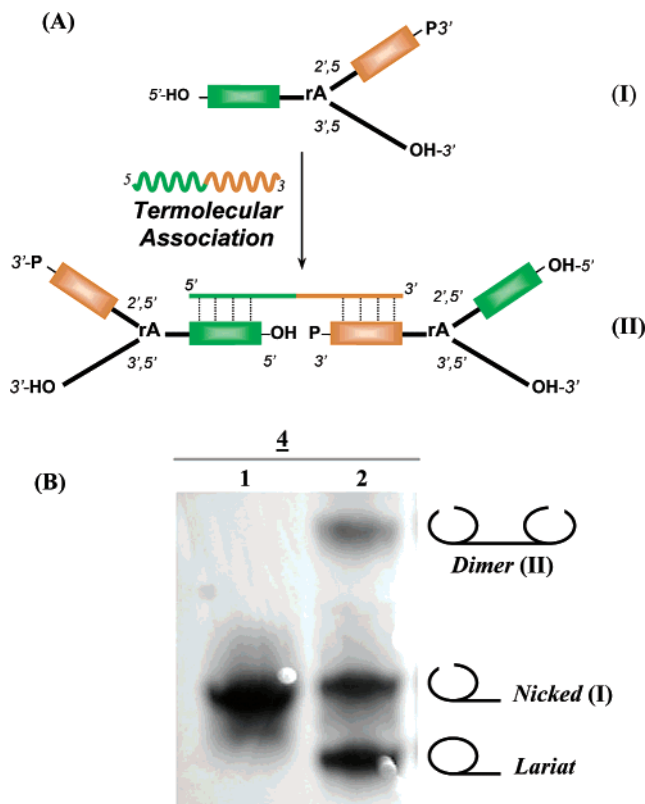 (A)
P3’
2’,5
5’-HO
rA
(I)
3’,5
OH-3’
5
3
Termolecular
Association
3’-P
5’
3’
OH-5’
2’,5’
2’,5’
rA
OH
P
rA
(II)
5’
3’
3’,5’
3’,5’
3’-HO
OH-3’
4
(B)
1
2
Dimer (II)
Nicked (I)
Lariat